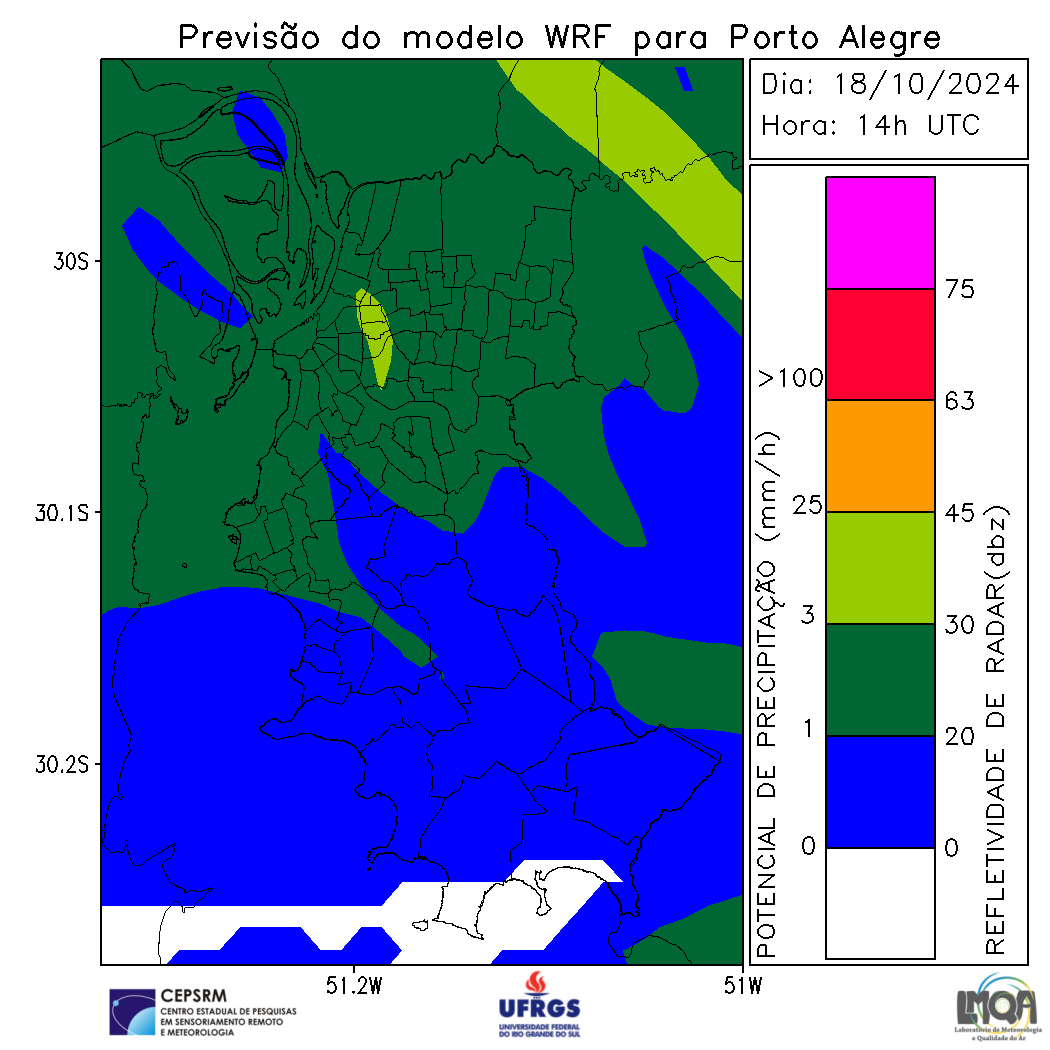 Previsão do modelo WRF para Porto Alegre
Dia: 18/10/2024
Hora: 14h UTC
30S
30.1S
30.2S
51.2W
51W
POTENCIAL DE PRECIPITAÇÃO (mm/h)
>100
25
3
1
0
75
63
45
30
20
0
REFLETIVIDADE DE RADAR(dbz)
CEPSRM
CENTRO ESTADUAL DE PESQUISAS
EM SENSORIAMENTO REMOTO
E METEOROLOGIA
UFRGS
UNIVERSIDADE FEDERAL
DO RIO GRANDE DO SUL
LMQA
Laboratório de Meteorologia
e Qualidade do Ar